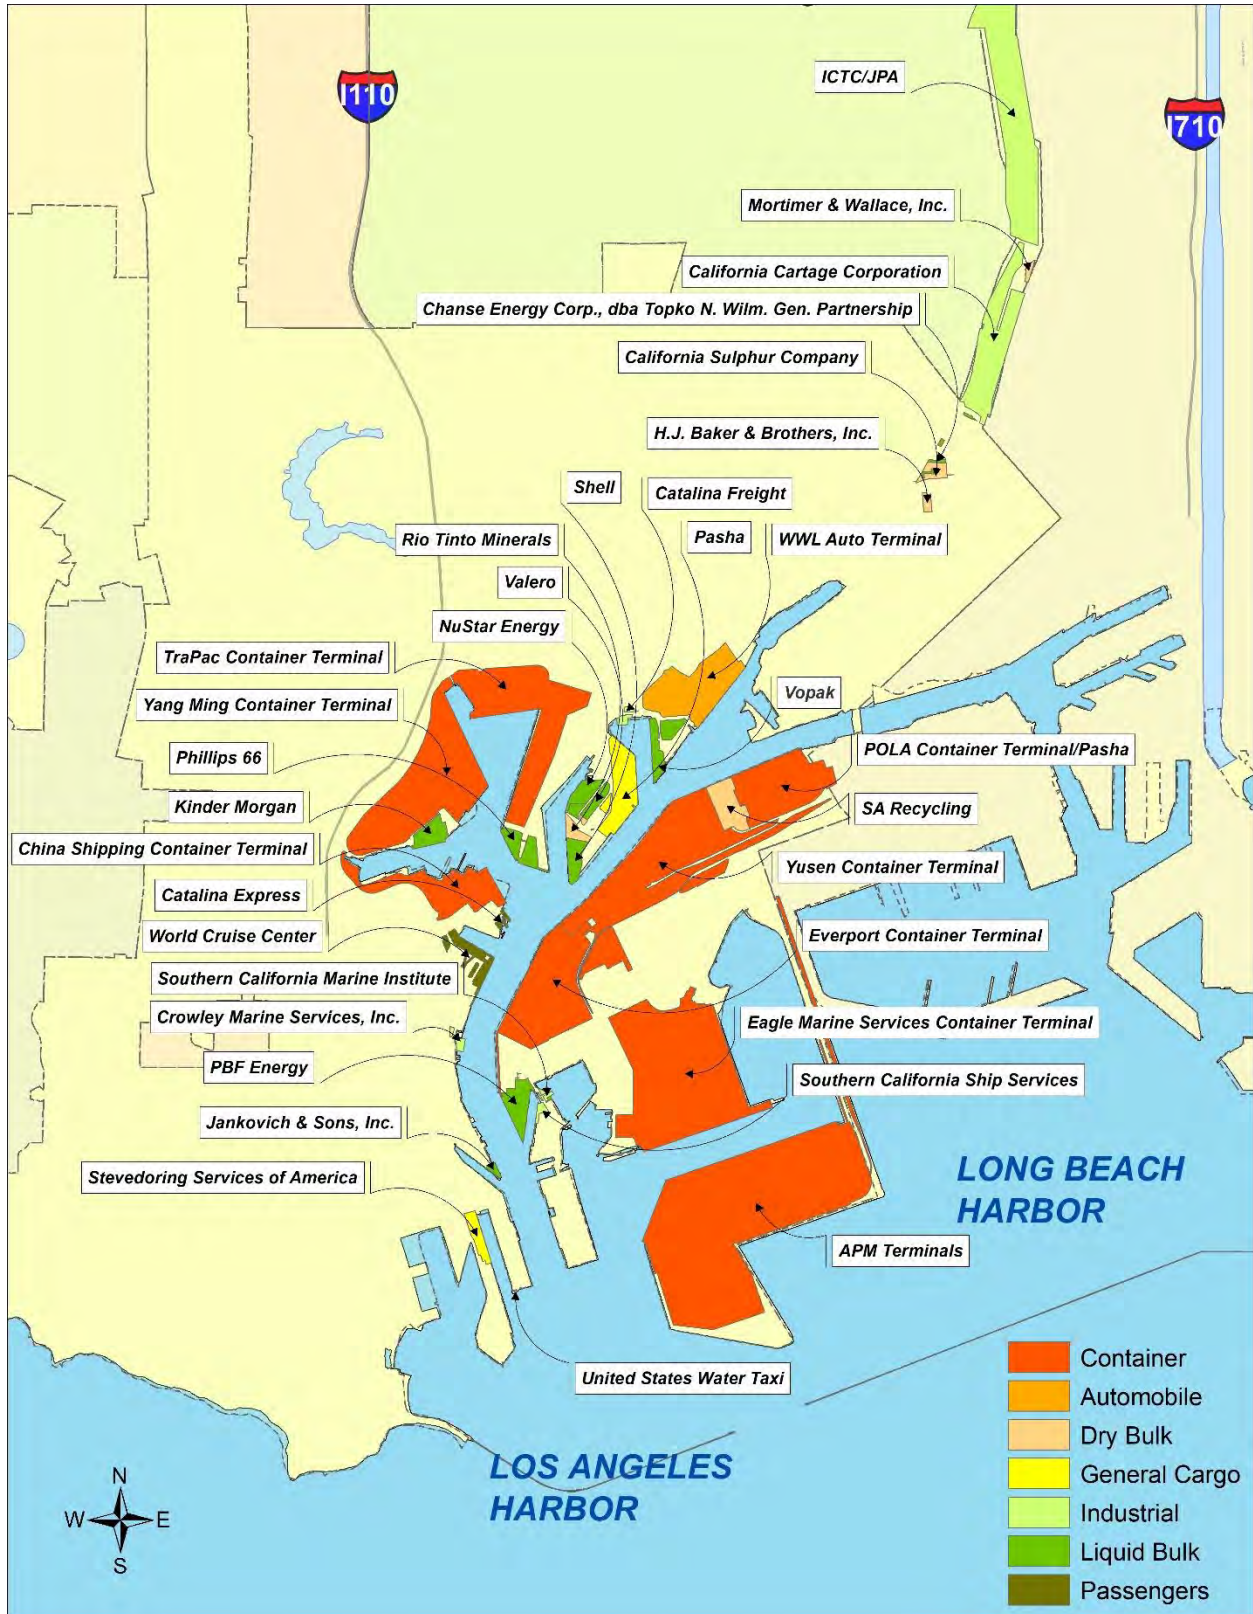 ICTC/JPA
I110
I710
Mortimer & Wallace, Inc.
California Cartage Corporation
Chanse Energy Corp., dba Topko N. Wilm. Gen. Partnership
California Sulphur Company
H.J. Baker & Brothers, Inc.
Shell
Catalina Freight
Rio Tinto Minerals
Pasha
WWL Auto Terminal
Valero
NuStar Energy
TraPac Container Terminal
Yang Ming Container Terminal
Vopak
Phillips 66
POLA Container Terminal/Pasha
Kinder Morgan
SA Recycling
China Shipping Container Terminal
Yusen Container Terminal
Catalina Express
World Cruise Center
Everport Container Terminal
Southern California Marine Institute
Crowley Marine Services, Inc.
Eagle Marine Services Container Terminal
PBF Energy
Southern California Ship Services
Jankovich & Sons, Inc.
Stevedoring Services of America
LONG BEACH
HARBOR
APM Terminals
United States Water Taxi
LOS ANGELES
HARBOR
N
W
E
S
Container
Automobile
Dry Bulk
General Cargo
Industrial
Liquid Bulk
Passengers